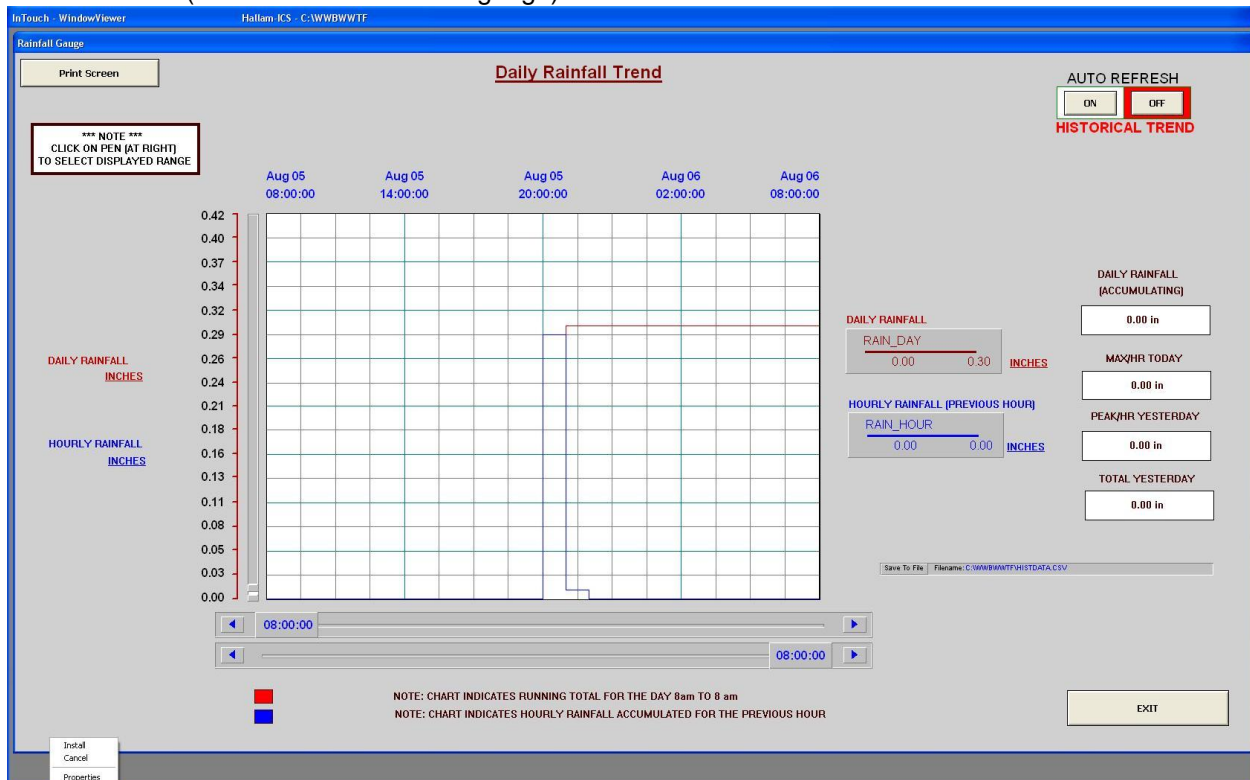 InTouch - WindowViewer Hallam-ICS - C:\WWBWWTF
Rainfall Gauge
Print Screen
Daily Rainfall Trend
AUTO REFRESH
ON OFF
HISTORICAL TREND
*** NOTE ***
CLICK ON PEN (AT RIGHT)
TO SELECT DISPLAYED RANGE
Aug 05 Aug 05 Aug 05 Aug 06 Aug 06
08:00:00 14:00:00 20:00:00 02:00:00 08:00:00
0.42
0.40
0.37
0.34
0.32
0.29
0.26
0.24
0.21
0.18
0.16
0.13
0.11
0.08
0.05
0.03
0.00
DAILY RAINFALL
INCHES
HOURLY RAINFALL
INCHES
DAILY RAINFALL
RAIN_DAY
0.00 0.30 INCHES
HOURLY RAINFALL (PREVIOUS HOUR)
RAIN_HOUR
0.00 0.00 INCHES
DAILY RAINFALL
(ACCUMULATING)
0.00 in
MAX/HR TODAY
0.00 in
PEAK/HR YESTERDAY
0.00 in
TOTAL YESTERDAY
0.00 in
Save To File Filename: C:\WWBWWTF\HISTDATA.CSV
08:00:00
08:00:00
NOTE: CHART INDICATES RUNNING TOTAL FOR THE DAY 8am TO 8 am
NOTE: CHART INDICATES HOURLY RAINFALL ACCUMULATED FOR THE PREVIOUS HOUR
EXIT
Install
Cancel
Properties